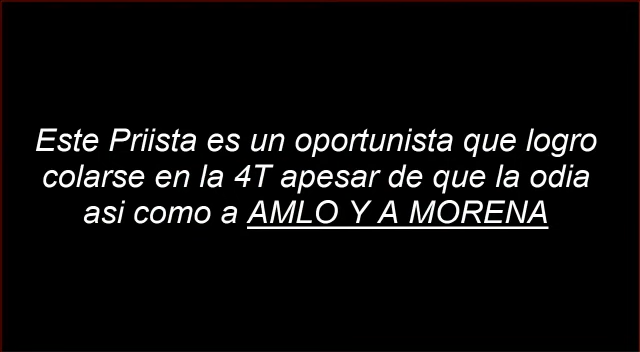 Este Priista es un oportunista que logro
colarse en la 4T apesar de que la odia
asi como a AMLO Y A MORENA